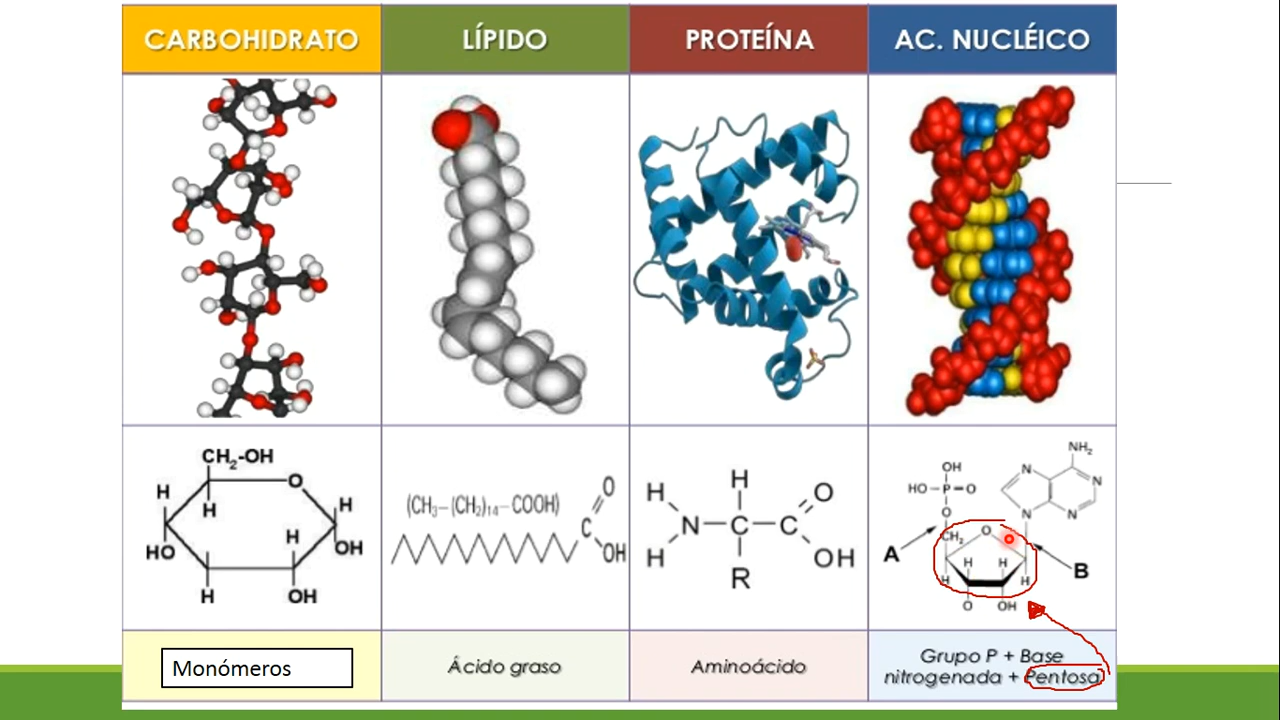 CARBOHIDRATO
LÍPIDO
PROTEÍNA
AC. NUCLÉICO
CH₂-OH
O
H
H
H
H
HO
OH
H
OH
(CH₃–(CH₂)₁₄–COOH)
O
C
OH
H
H
O
N–C–C
H
OH
R
NH₂
OH
N
N
HO–P=O
O
N
N
A
CH₂
O
B
H
H
H
H
O
OH
Monómeros
Ácido graso
Aminoácido
Grupo P + Base
nitrogenada + Pentosa